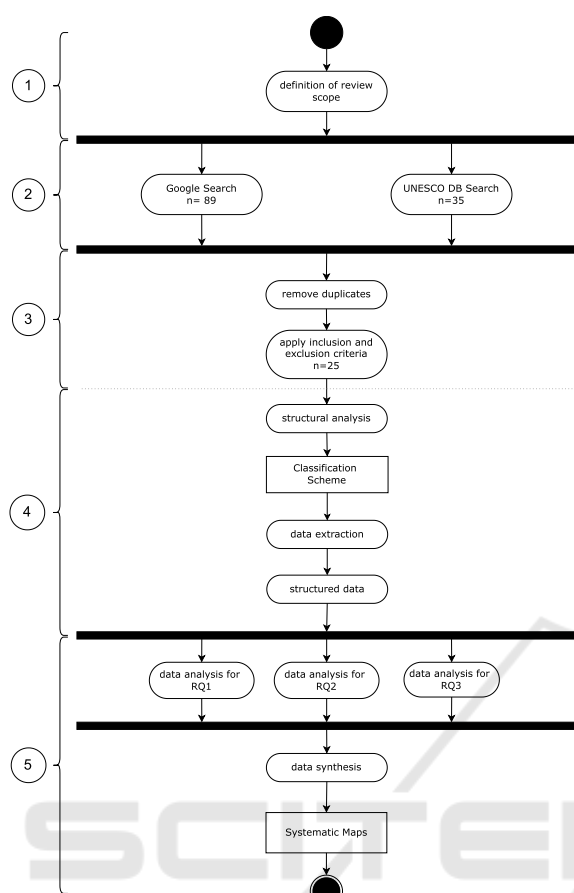 1
definition of review
scope
2
Google Search
n= 89
UNESCO DB Search
n=35
3
remove duplicates
apply inclusion and
exclusion criteria
n=25
4
structural analysis
Classification
Scheme
data extraction
structured data
5
data analysis for
RQ1
data analysis for
RQ2
data analysis for
RQ3
data synthesis
Systematic Maps
SCITE